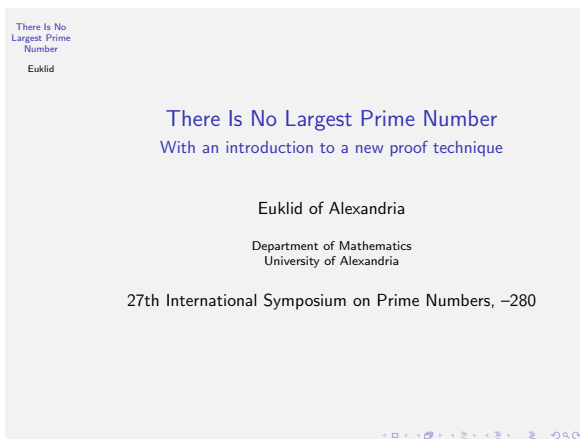 There Is No
Largest Prime
Number
Euklid
There Is No Largest Prime Number
With an introduction to a new proof technique
Euklid of Alexandria
Department of Mathematics
University of Alexandria
27th International Symposium on Prime Numbers, –280